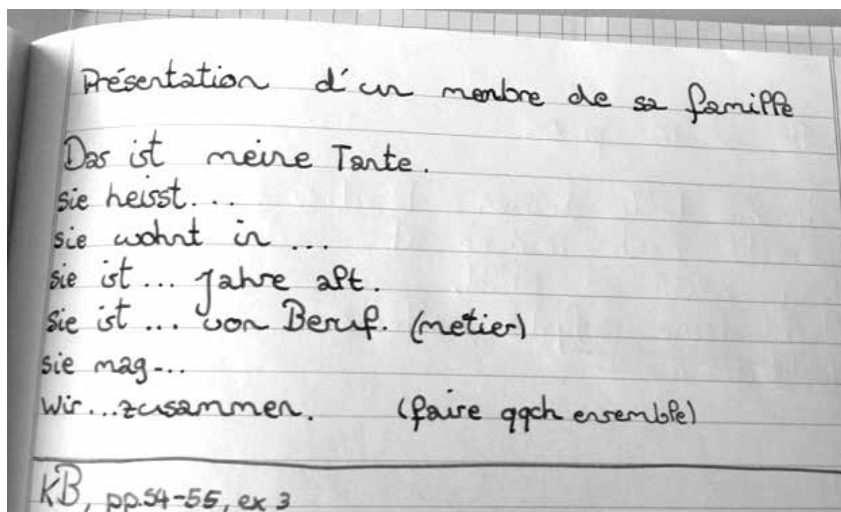 Présentation d'un menbre de sa famille
Das ist meine Tante.
sie heisst...
sie wohnt in ...
sie ist ... Jahre alt.
Sie ist ... von Beruf. (métier)
sie mag...
Wir...zusammen. (faire qqch ensemble)
KB, pp.54-55, ex 3